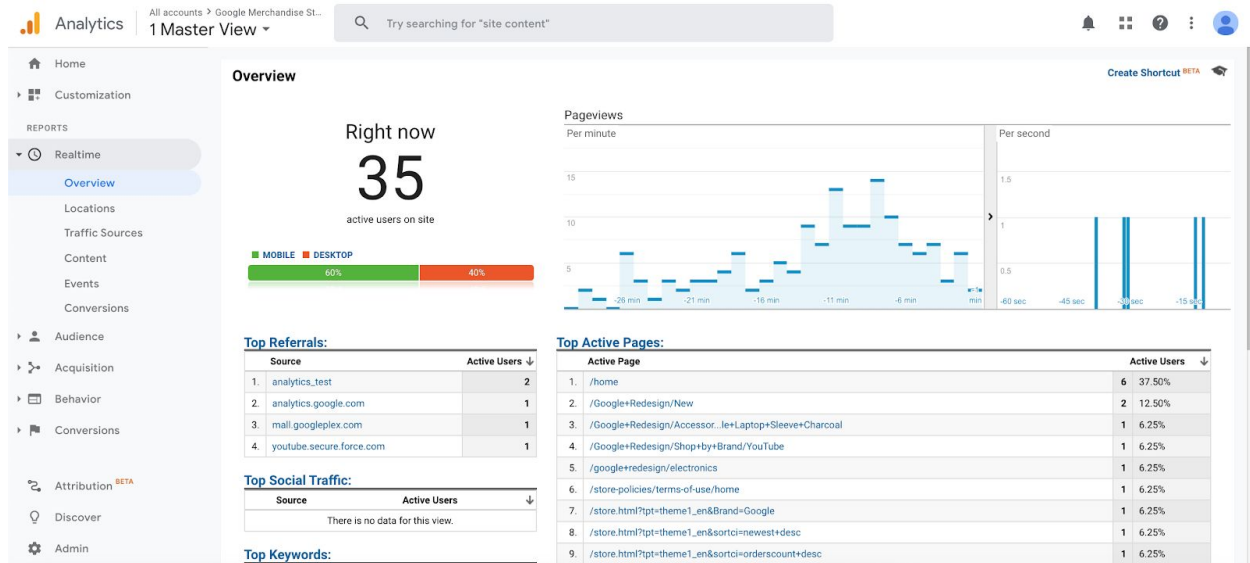 Analytics
All accounts > Google Merchandise St...
1 Master View
Try searching for "site content"
Home
Customization
REPORTS
Realtime
Overview
Locations
Traffic Sources
Content
Events
Conversions
Audience
Acquisition
Behavior
Conversions
Attribution BETA
Discover
Admin
Overview
Create Shortcut BETA
Right now
35
active users on site
MOBILE DESKTOP
60% 40%
Pageviews
Per minute
15
10
5
-26 min -21 min -16 min -11 min -6 min min
Per second
1.5
1
0.5
-60 sec -45 sec -30 sec -15 sec
Top Referrals:
Source Active Users
1. analytics_test 2
2. analytics.google.com 1
3. mall.googleplex.com 1
4. youtube.secure.force.com 1
Top Social Traffic:
Source Active Users
There is no data for this view.
Top Keywords:
Top Active Pages:
Active Page Active Users
1. /home 6 37.50%
2. /Google+Redesign/New 2 12.50%
3. /Google+Redesign/Accessor...le+Laptop+Sleeve+Charcoal 1 6.25%
4. /Google+Redesign/Shop+by+Brand/YouTube 1 6.25%
5. /google+redesign/electronics 1 6.25%
6. /store-policies/terms-of-use/home 1 6.25%
7. /store.html?tpt=theme1_en&Brand=Google 1 6.25%
8. /store.html?tpt=theme1_en&sortci=newest+desc 1 6.25%
9. /store.html?tpt=theme1_en&sortci=orderscount+desc 1 6.25%